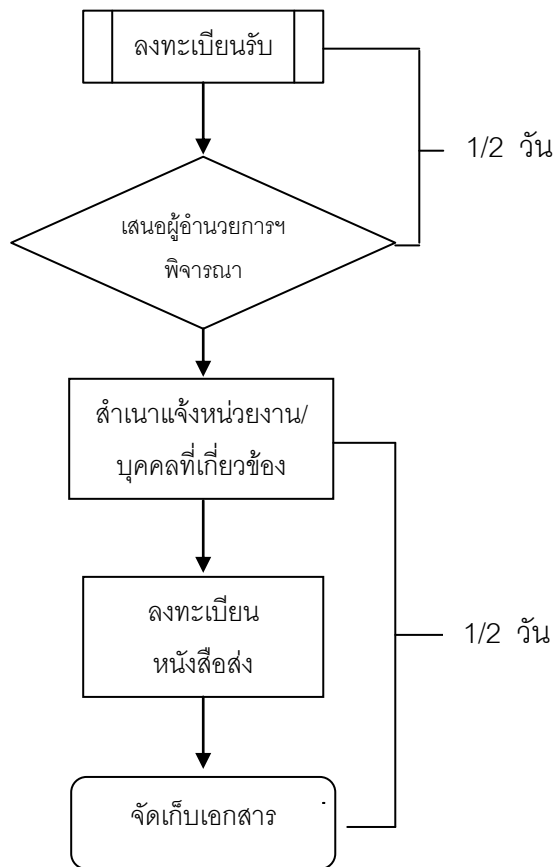 ลงทะเบียนรับ
1/2 วัน
เสนอผู้อำนวยการฯ
พิจารณา
สำเนาแจ้งหน่วยงาน/
บุคคลที่เกี่ยวข้อง
ลงทะเบียน
หนังสือส่ง
1/2 วัน
จัดเก็บเอกสาร